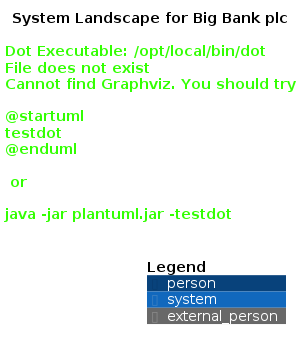 System Landscape for Big Bank plc
Dot Executable: /opt/local/bin/dot
File does not exist
Cannot find Graphviz. You should try
@startuml
testdot
@enduml
or
java -jar plantuml.jar -testdot
Legend
person
system
external_person